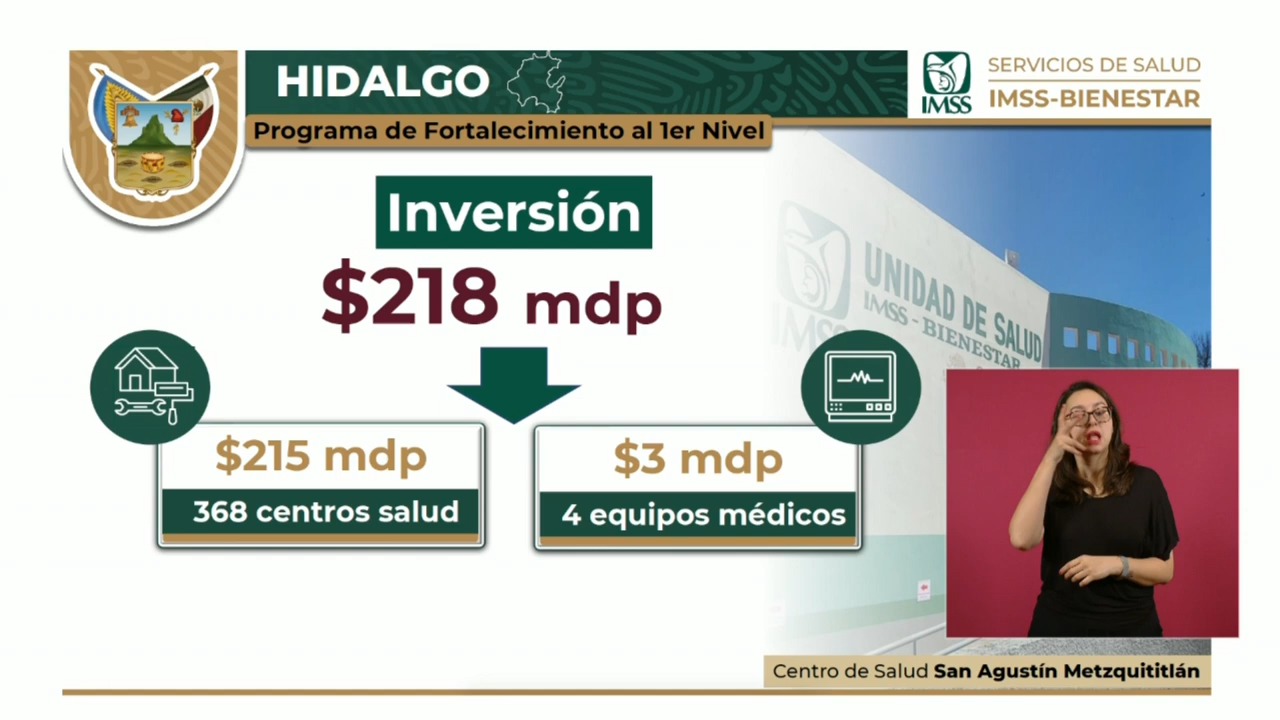 HIDALGO
IMSS
SERVICIOS DE SALUD
IMSS-BIENESTAR
Programa de Fortalecimiento al 1er Nivel
Inversión
$218 mdp
UNIDAD DE SALUD
IMSS - BIENESTAR
IMSS
$215 mdp
368 centros salud
$3 mdp
4 equipos médicos
Centro de Salud San Agustín Metzquititlán